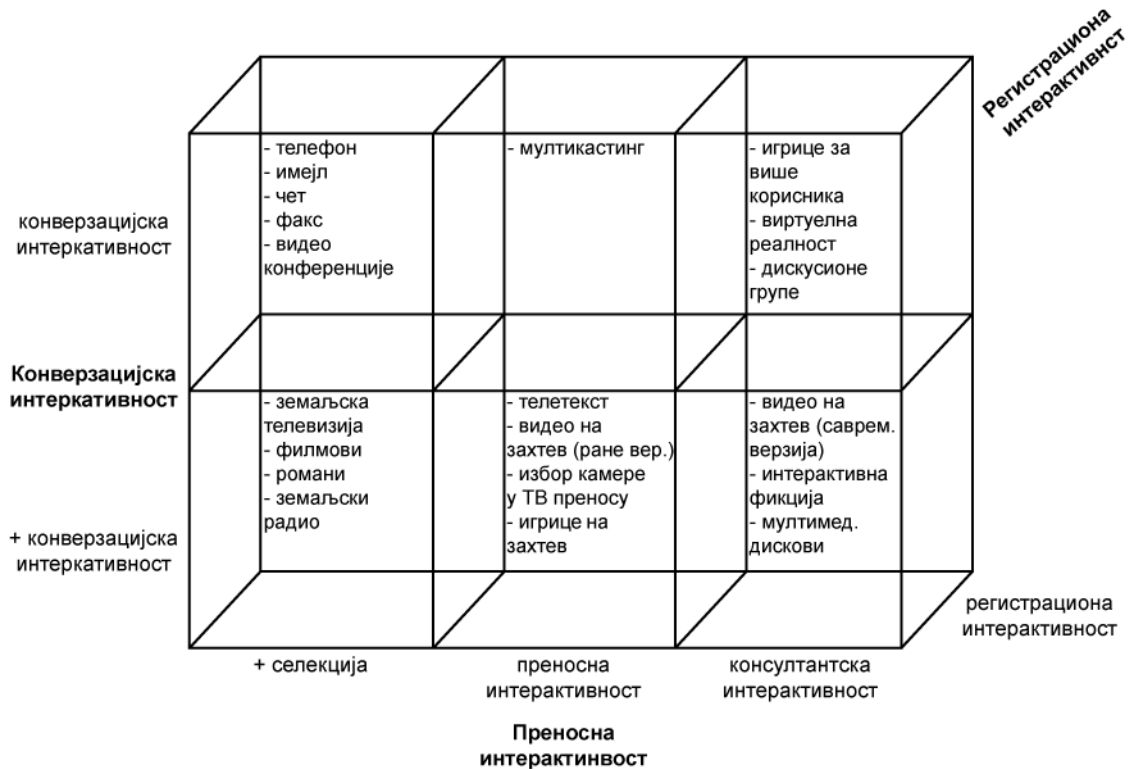 Регистрациона
интерактивнст
- телефон
- имејл
- чет
- факс
- видео
конференције
- мултикастинг
- игрице за
више
корисника
- виртуелна
реалност
- дискусионе
групе
конверзацијска
интеркативност
Конверзацијска
интеркативност
- земаљска
телевизија
- филмови
- романи
- земаљски
радио
- телетекст
- видео на
захтев (ране вер.)
- избор камере
у ТВ преносу
- игрице на
захтев
- видео на
захтев (саврем.
верзија)
- интерактивна
фикција
- мултимед.
дискови
+ конверзацијска
интеркативност
регистрациона
интерактивност
+ селекција
преносна
интерактивност
консултантска
интерактивност
Преносна
интерактинвост